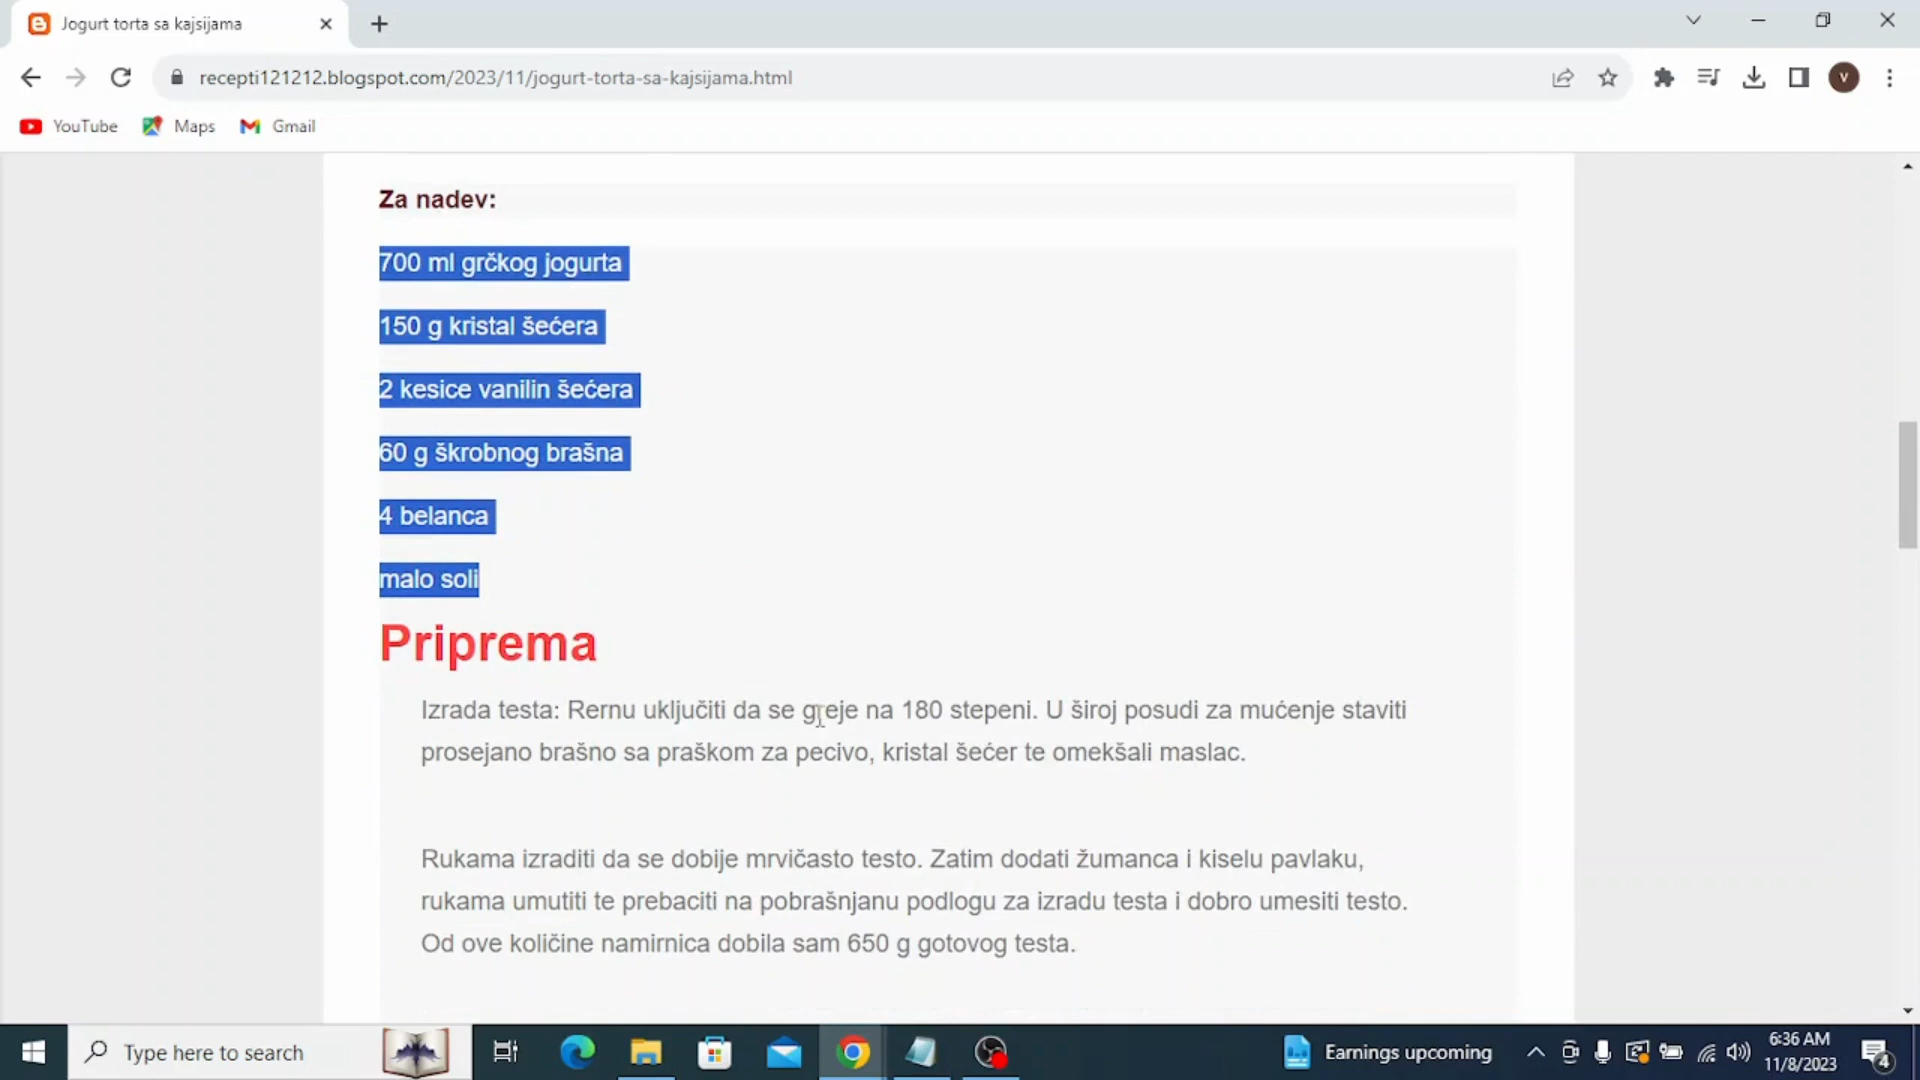 Jogurt torta sa kajsijama
recepti121212.blogspot.com/2023/11/jogurt-torta-sa-kajsijama.html
V
YouTube
Maps
Gmail
Za nadev:
700 ml grčkog jogurta
150 g kristal šećera
2 kesice vanilin šećera
60 g škrobnog brašna
4 belanca
malo soli
Priprema
Izrada testa: Rernu uključiti da se greje na 180 stepeni. U široj posudi za mućenje staviti
prosejano brašno sa praškom za pecivo, kristal šećer te omekšali maslac.
Rukama izraditi da se dobije mrvičasto testo. Zatim dodati žumanca i kiselu pavlaku,
rukama umutiti te prebaciti na pobrašnjanu podlogu za izradu testa i dobro umesiti testo.
Od ove količine namirnica dobila sam 650 g gotovog testa.
Type here to search
Earnings upcoming
6:36 AM
11/8/2023
4